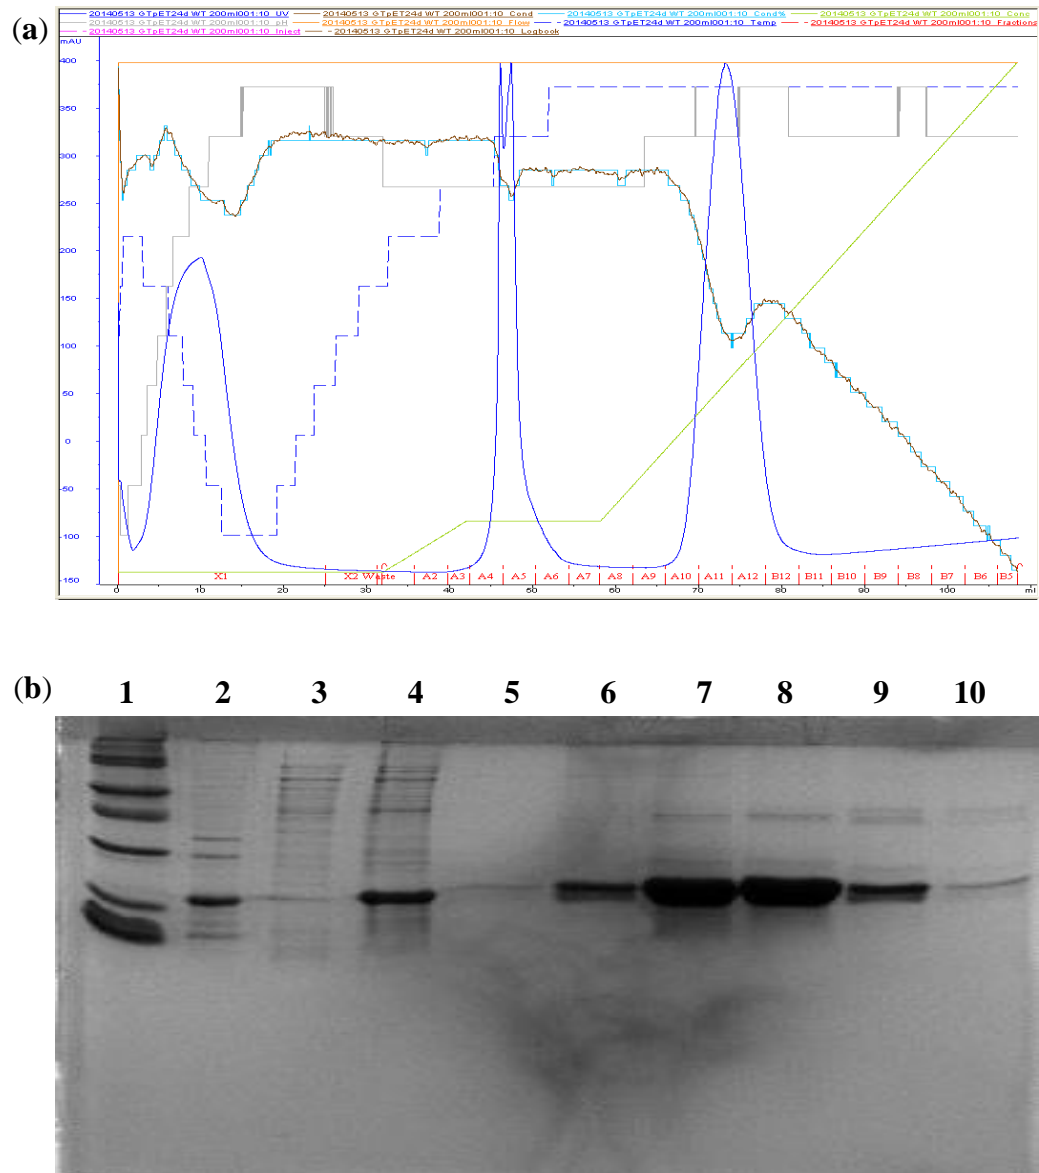 (a)
20140513 GTpET24d WT 200ml001:10_UV 20140513 GTpET24d WT 200ml001:10_Cond 20140513 GTpET24d WT 200ml001:10_Cond% 20140513 GTpET24d WT 200ml001:10_Conc
20140513 GTpET24d WT 200ml001:10_pH 20140513 GTpET24d WT 200ml001:10_Flow 20140513 GTpET24d WT 200ml001:10_Temp 20140513 GTpET24d WT 200ml001:10_Fractions
20140513 GTpET24d WT 200ml001:10_Inject 20140513 GTpET24d WT 200ml001:10_Logbook
mAU
400
350
300
250
200
150
100
50
0
-50
-100
-150
X1 X2 Waste A2 A3 A4 A5 A6 A7 A8 A9 A10 A11 A12 B12 B11 B10 B9 B8 B7 B6 B5
0 10 20 30 40 50 60 70 80 90 100 ml
(b) 1 2 3 4 5 6 7 8 9 10